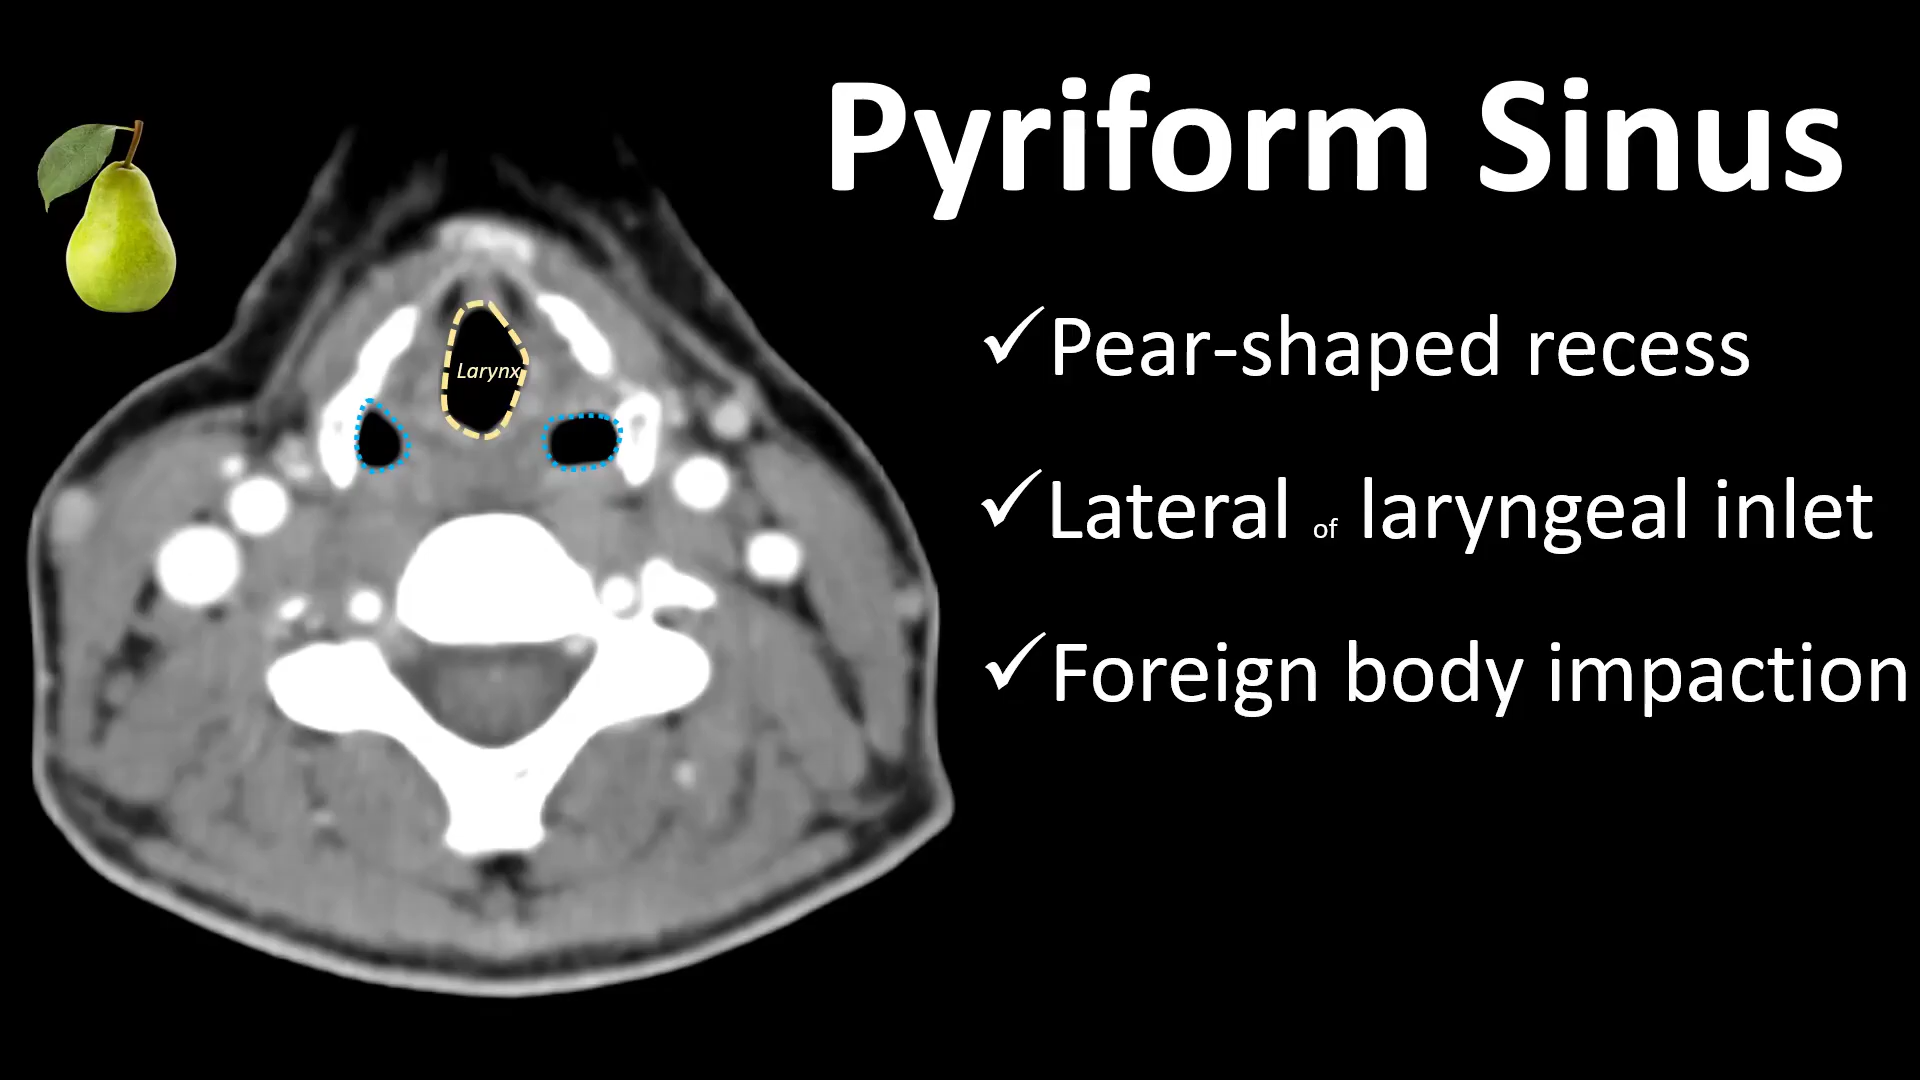 Pyriform Sinus
✓Pear-shaped recess
✓Lateral of laryngeal inlet
✓Foreign body impaction
Larynx